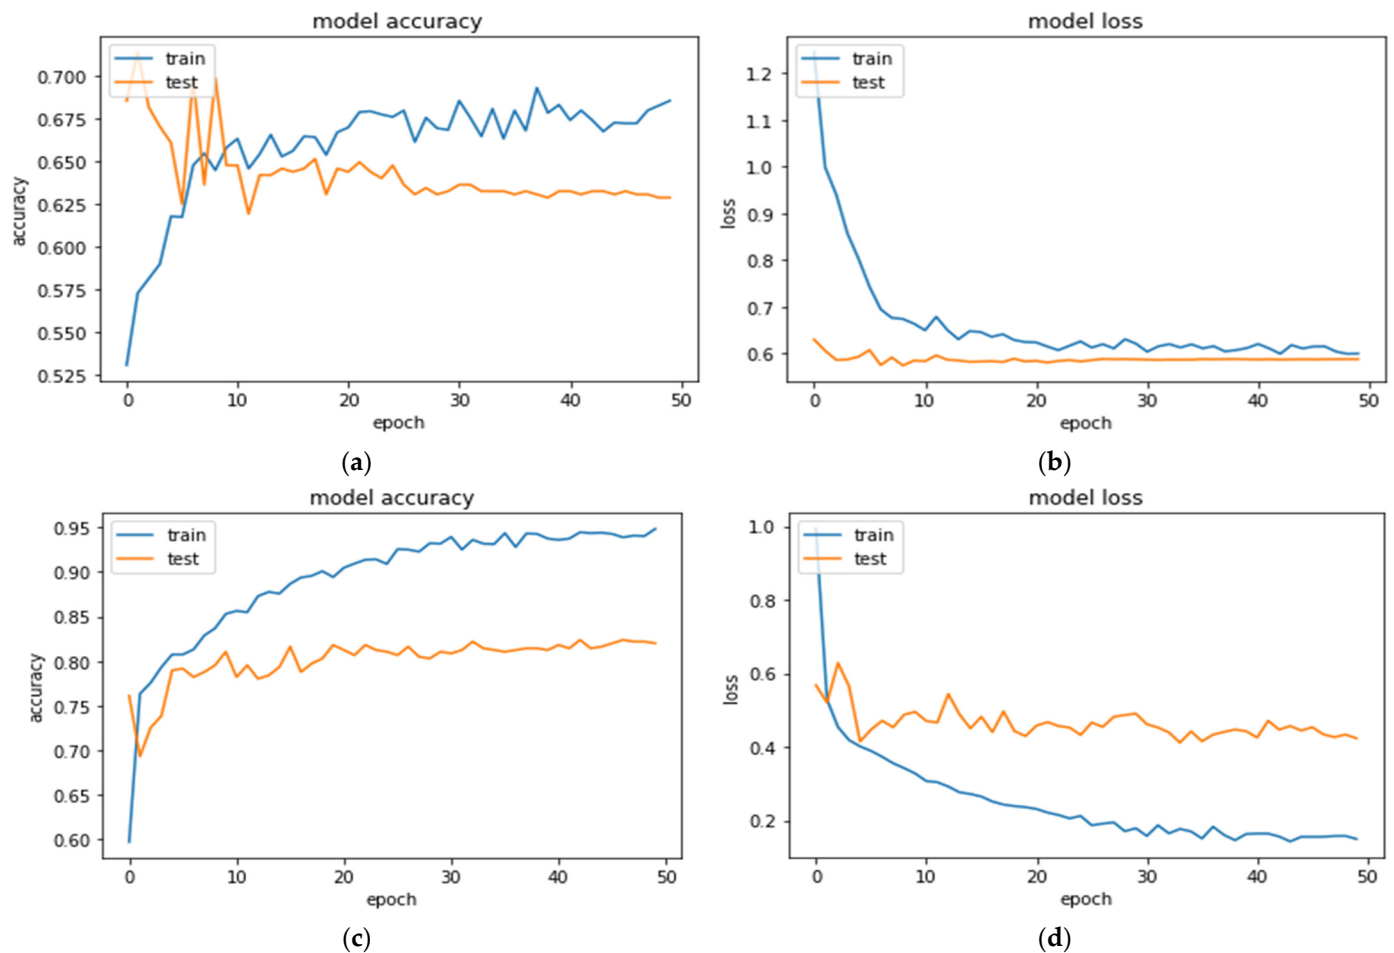 model accuracy
train
test
0.700
0.675
0.650
0.625
0.600
0.575
0.550
0.525
accuracy
0 10 20 30 40 50
epoch
(a)
model loss
train
test
1.2
1.1
1.0
0.9
0.8
0.7
0.6
loss
0 10 20 30 40 50
epoch
(b)
model accuracy
train
test
0.95
0.90
0.85
0.80
0.75
0.70
0.65
0.60
accuracy
0 10 20 30 40 50
epoch
(c)
model loss
train
test
1.0
0.8
0.6
0.4
0.2
loss
0 10 20 30 40 50
epoch
(d)